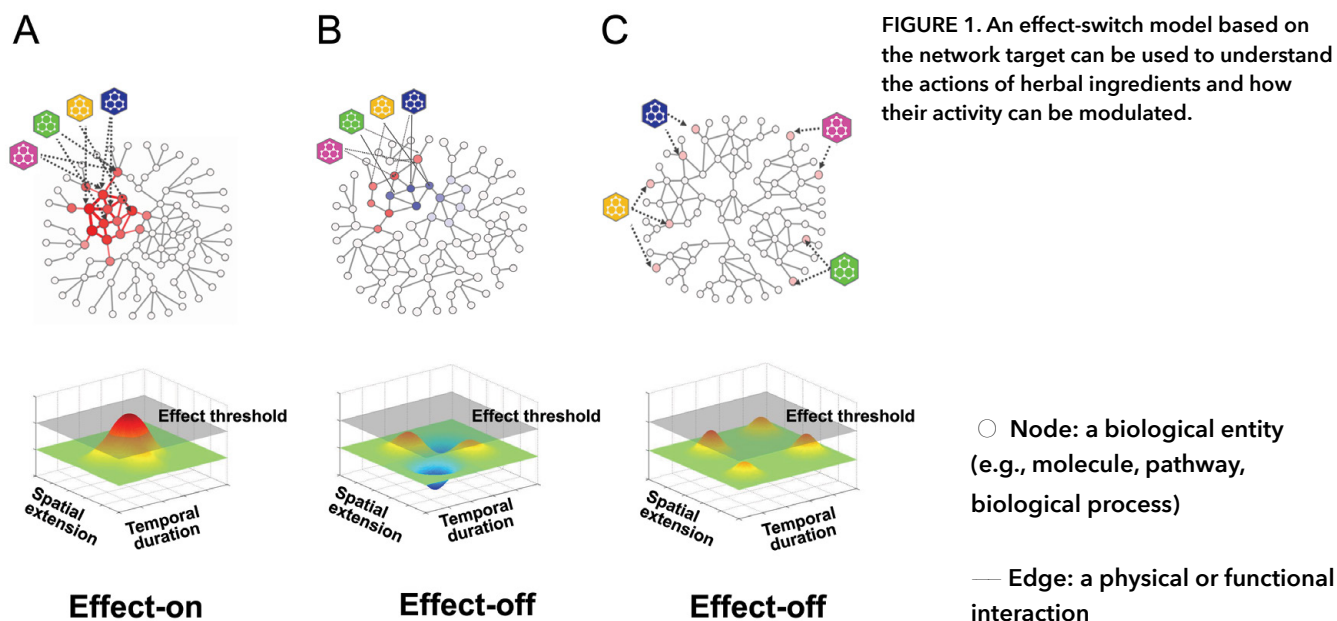 A
B
C
FIGURE 1. An effect-switch model based on
the network target can be used to understand
the actions of herbal ingredients and how
their activity can be modulated.
Effect threshold
Spatial
extension
Temporal
duration
Effect-on
Effect threshold
Spatial
extension
Temporal
duration
Effect-off
Effect threshold
Spatial
extension
Temporal
duration
Effect-off
Node: a biological entity
(e.g., molecule, pathway,
biological process)
Edge: a physical or functional
interaction